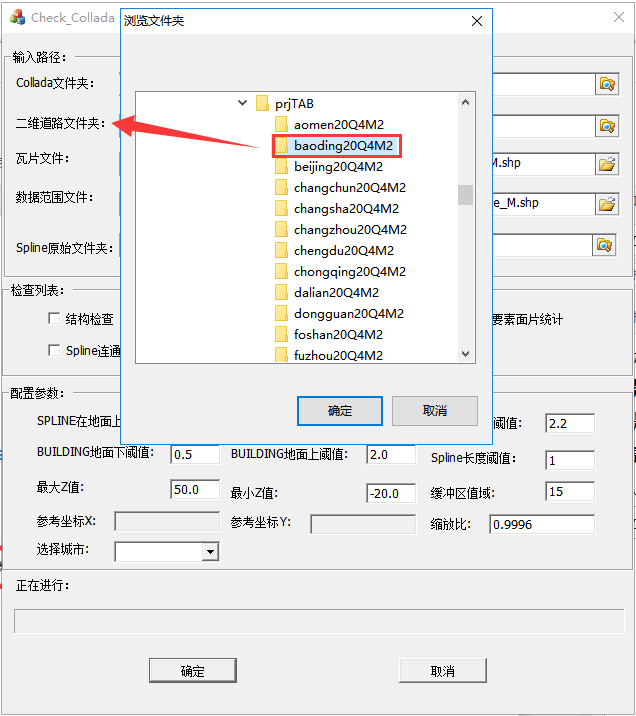 Check_Collada
浏览文件夹
输入路径:
Collada文件夹:
二维道路文件夹:
瓦片文件:
M.shp
数据范围文件:
e_M.shp
Spline原始文件夹:
prjTAB
aomen20Q4M2
baoding20Q4M2
beijing20Q4M2
changchun20Q4M2
changsha20Q4M2
changzhou20Q4M2
chengdu20Q4M2
chongqing20Q4M2
dalian20Q4M2
dongguan20Q4M2
foshan20Q4M2
fuzhou20Q4M2
确定
取消
检查列表:
结构检查
要素面片统计
Spline连通
配置参数:
SPLINE在地面上
阈值:
2.2
BUILDING地面下阈值:
0.5
BUILDING地面上阈值:
2.0
Spline长度阈值:
1
最大Z值:
50.0
最小Z值:
-20.0
缓冲区值域:
15
参考坐标X:
参考坐标Y:
缩放比:
0.9996
选择城市:
正在进行:
确定
取消